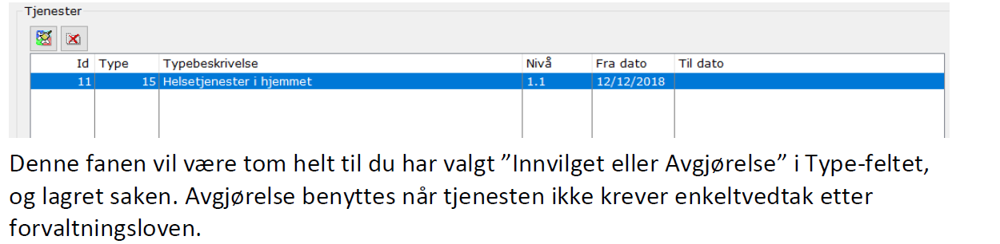 Tjenester
Id Type Typebeskrivelse Nivå Fra dato Til dato
11 15 Helsetjenester i hjemmet 1.1 12/12/2018
Denne fanen vil være tom helt til du har valgt ”Innvilget eller Avgjørelse” i Type-feltet,
og lagret saken. Avgjørelse benyttes når tjenesten ikke krever enkeltvedtak etter
forvaltningsloven.